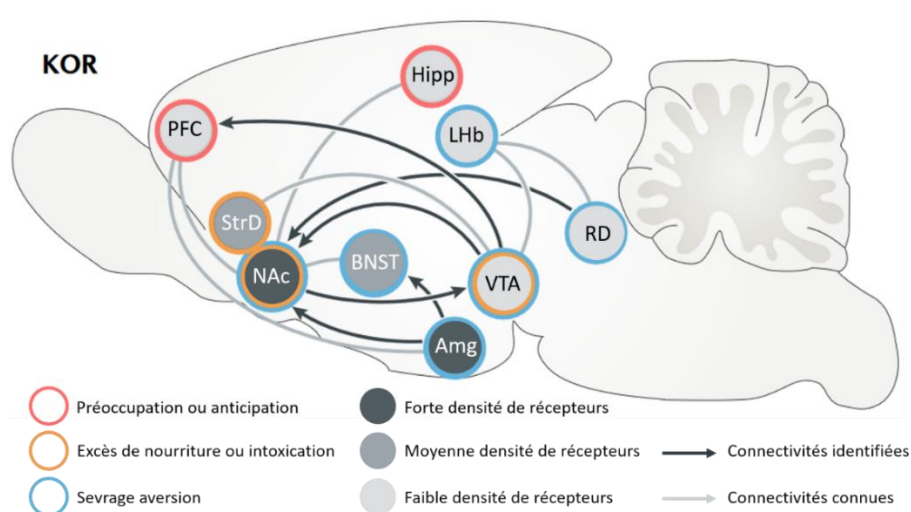 KOR
Hipp
PFC
LHb
StrD
RD
NAc
BNST
VTA
Amg
Préoccupation ou anticipation
Forte densité de récepteurs
Excès de nourriture ou intoxication
Moyenne densité de récepteurs
Connectivités identifiées
Sevrage aversion
Faible densité de récepteurs
Connectivités connues